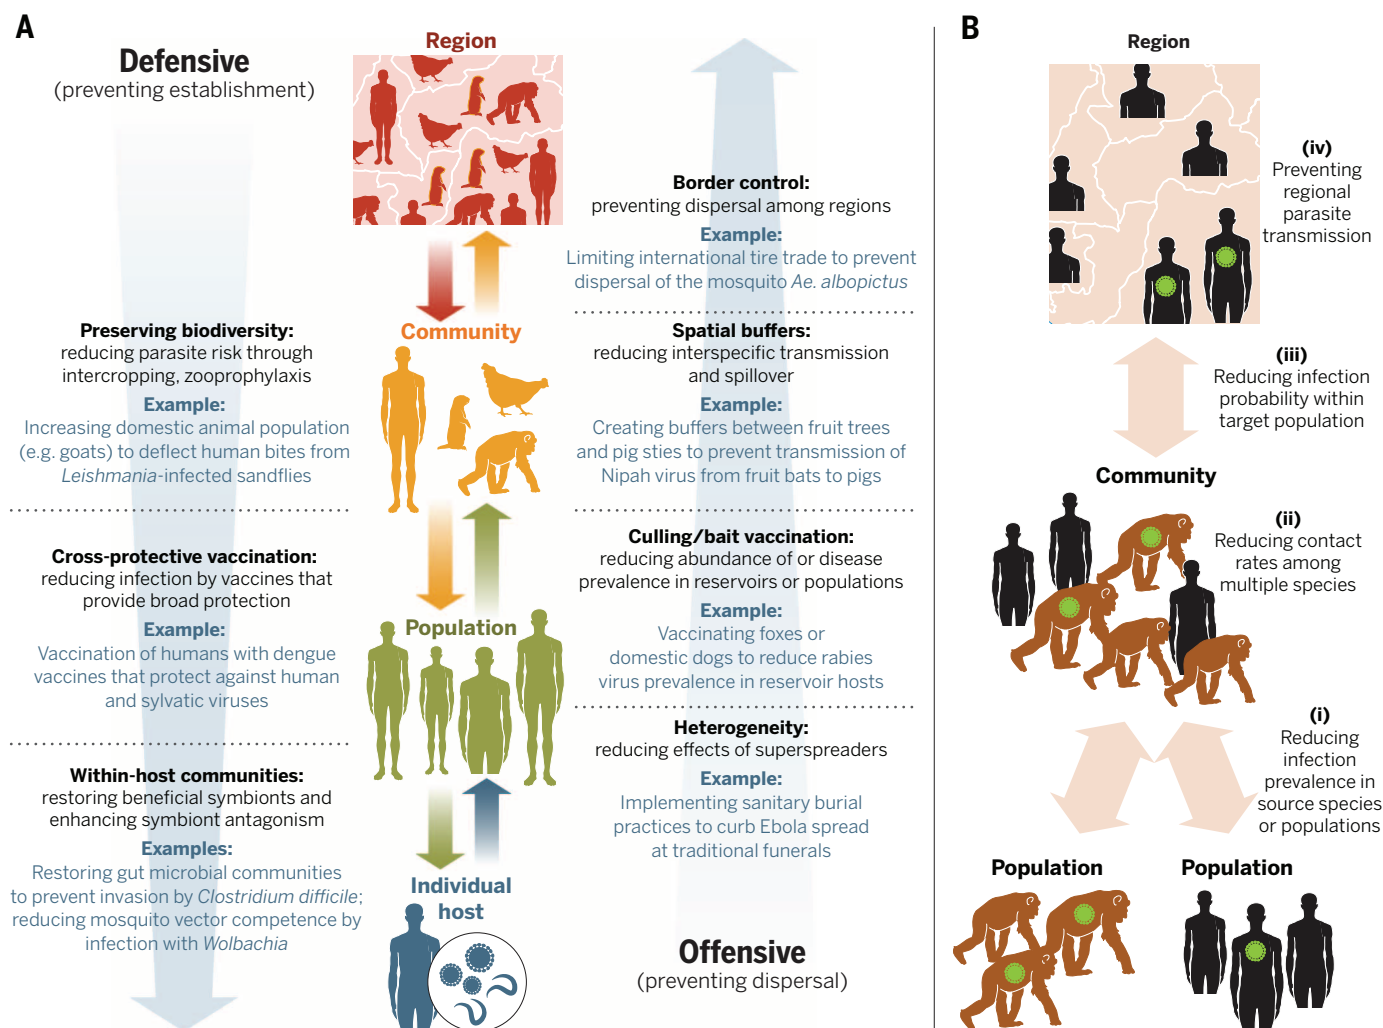 A
Defensive
(preventing establishment)
Preserving biodiversity:
reducing parasite risk through
intercropping, zooprophylaxis
Example:
Increasing domestic animal population
(e.g. goats) to deflect human bites from
Leishmania-infected sandflies
Cross-protective vaccination:
reducing infection by vaccines that
provide broad protection
Example:
Vaccination of humans with dengue
vaccines that protect against human
and sylvatic viruses
Within-host communities:
restoring beneficial symbionts and
enhancing symbiont antagonism
Examples:
Restoring gut microbial communities
to prevent invasion by Clostridium difficile;
reducing mosquito vector competence by
infection with Wolbachia
Region
Community
Population
Individual
host
Border control:
preventing dispersal among regions
Example:
Limiting international tire trade to prevent
dispersal of the mosquito Ae. albopictus
Spatial buffers:
reducing interspecific transmission
and spillover
Example:
Creating buffers between fruit trees
and pig sties to prevent transmission of
Nipah virus from fruit bats to pigs
Culling/bait vaccination:
reducing abundance of or disease
prevalence in reservoirs or populations
Example:
Vaccinating foxes or
domestic dogs to reduce rabies
virus prevalence in reservoir hosts
Heterogeneity:
reducing effects of superspreaders
Example:
Implementing sanitary burial
practices to curb Ebola spread
at traditional funerals
Offensive
(preventing dispersal)
B
Region
(iv)
Preventing
regional
parasite
transmission
(iii)
Reducing infection
probability within
target population
Community
(ii)
Reducing contact
rates among
multiple species
(i)
Reducing
infection
prevalence in
source species
or populations
Population
Population